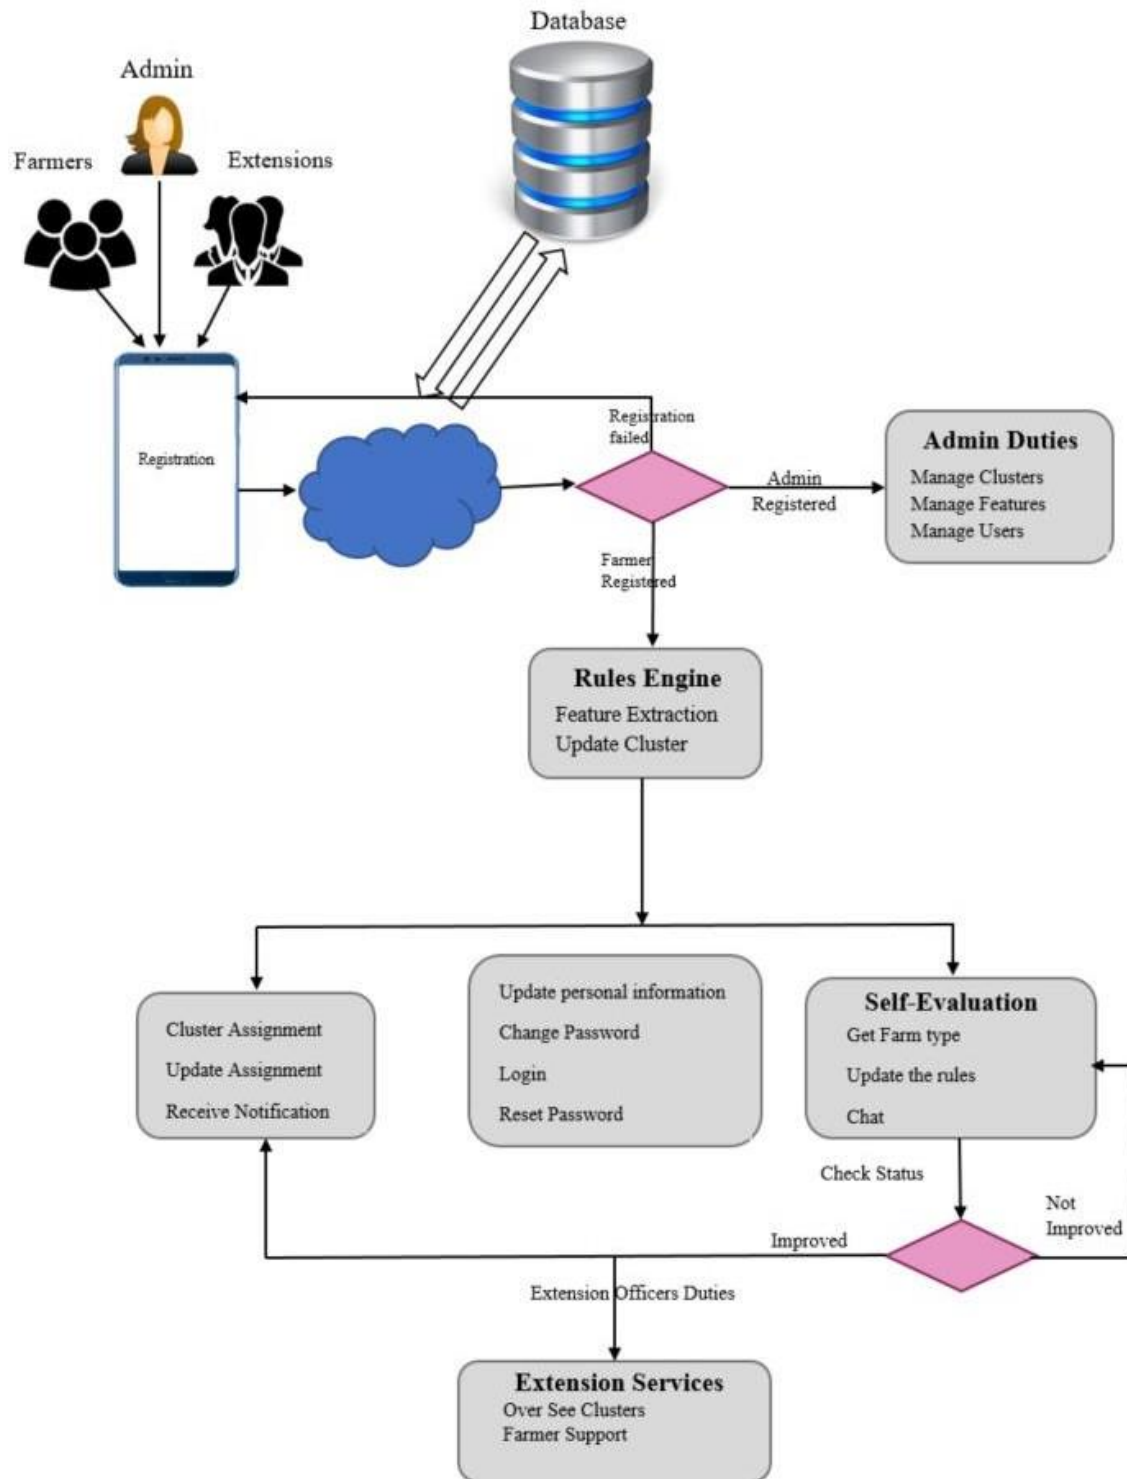 Database
Admin
Farmers
Extensions
Registration
Registration
failed
Admin
Registered
Admin Duties
Manage Clusters
Manage Features
Manage Users
Farmer
Registered
Rules Engine
Feature Extraction
Update Cluster
Cluster Assignment
Update Assignment
Receive Notification
Update personal information
Change Password
Login
Reset Password
Self-Evaluation
Get Farm type
Update the rules
Chat
Check Status
Not
Improved
Improved
Extension Officers Duties
Extension Services
Over See Clusters
Farmer Support